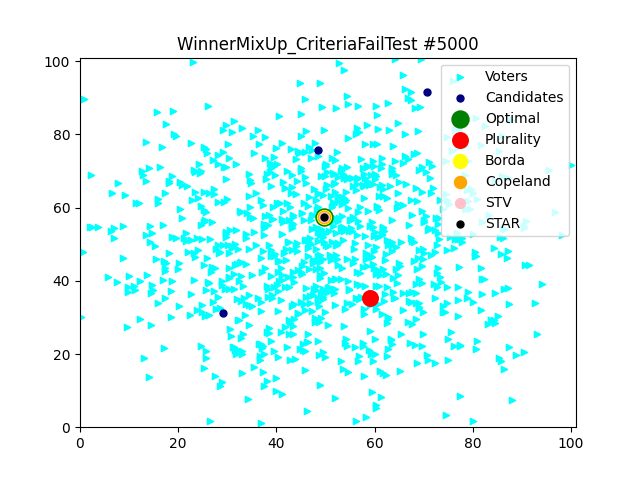 WinnerMixUp_CriteriaFailTest #5000
100
80
60
40
20
0
0
20
40
60
80
100
Voters
Candidates
Optimal
Plurality
Borda
Copeland
STV
STAR